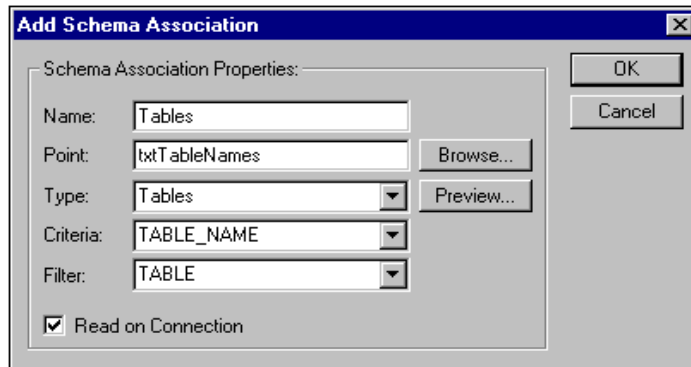 Add Schema Association
Schema Association Properties:
OK
Cancel
Name: Tables
Point: txtTableNames Browse...
Type: Tables Preview...
Criteria: TABLE_NAME
Filter: TABLE
Read on Connection